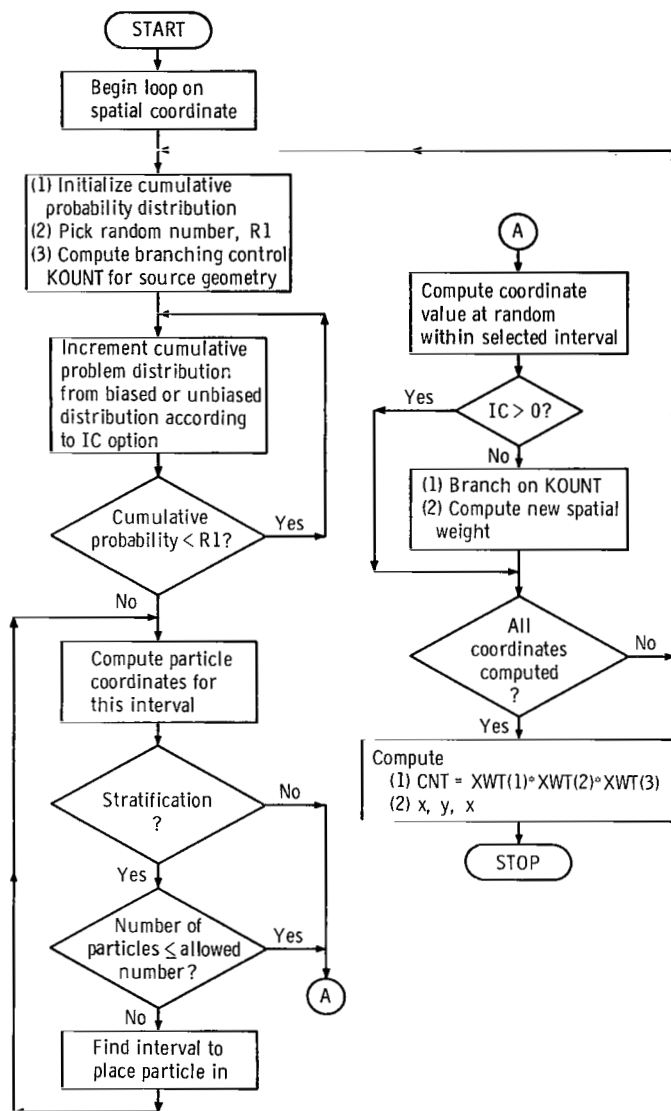 START
Begin loop on
spatial coordinate
(1) Initialize cumulative
probability distribution
(2) Pick random number, R1
(3) Compute branching control
KOUNT for source geometry
Increment cumulative
problem distribution
from biased or unbiased
distribution according
to IC option
Cumulative
probability < R1?
Yes
No
Compute particle
coordinates for
this interval
Stratification
?
No
Yes
Number of
particles ≤ allowed
number?
Yes
No
A
Find interval to
place particle in
A
Compute coordinate
value at random
within selected interval
Yes
IC > 0?
No
(1) Branch on KOUNT
(2) Compute new spatial
weight
All
coordinates
computed
?
No
Yes
Compute
(1) CNT = XWT(1)*XWT(2)*XWT(3)
(2) x, y, x
STOP